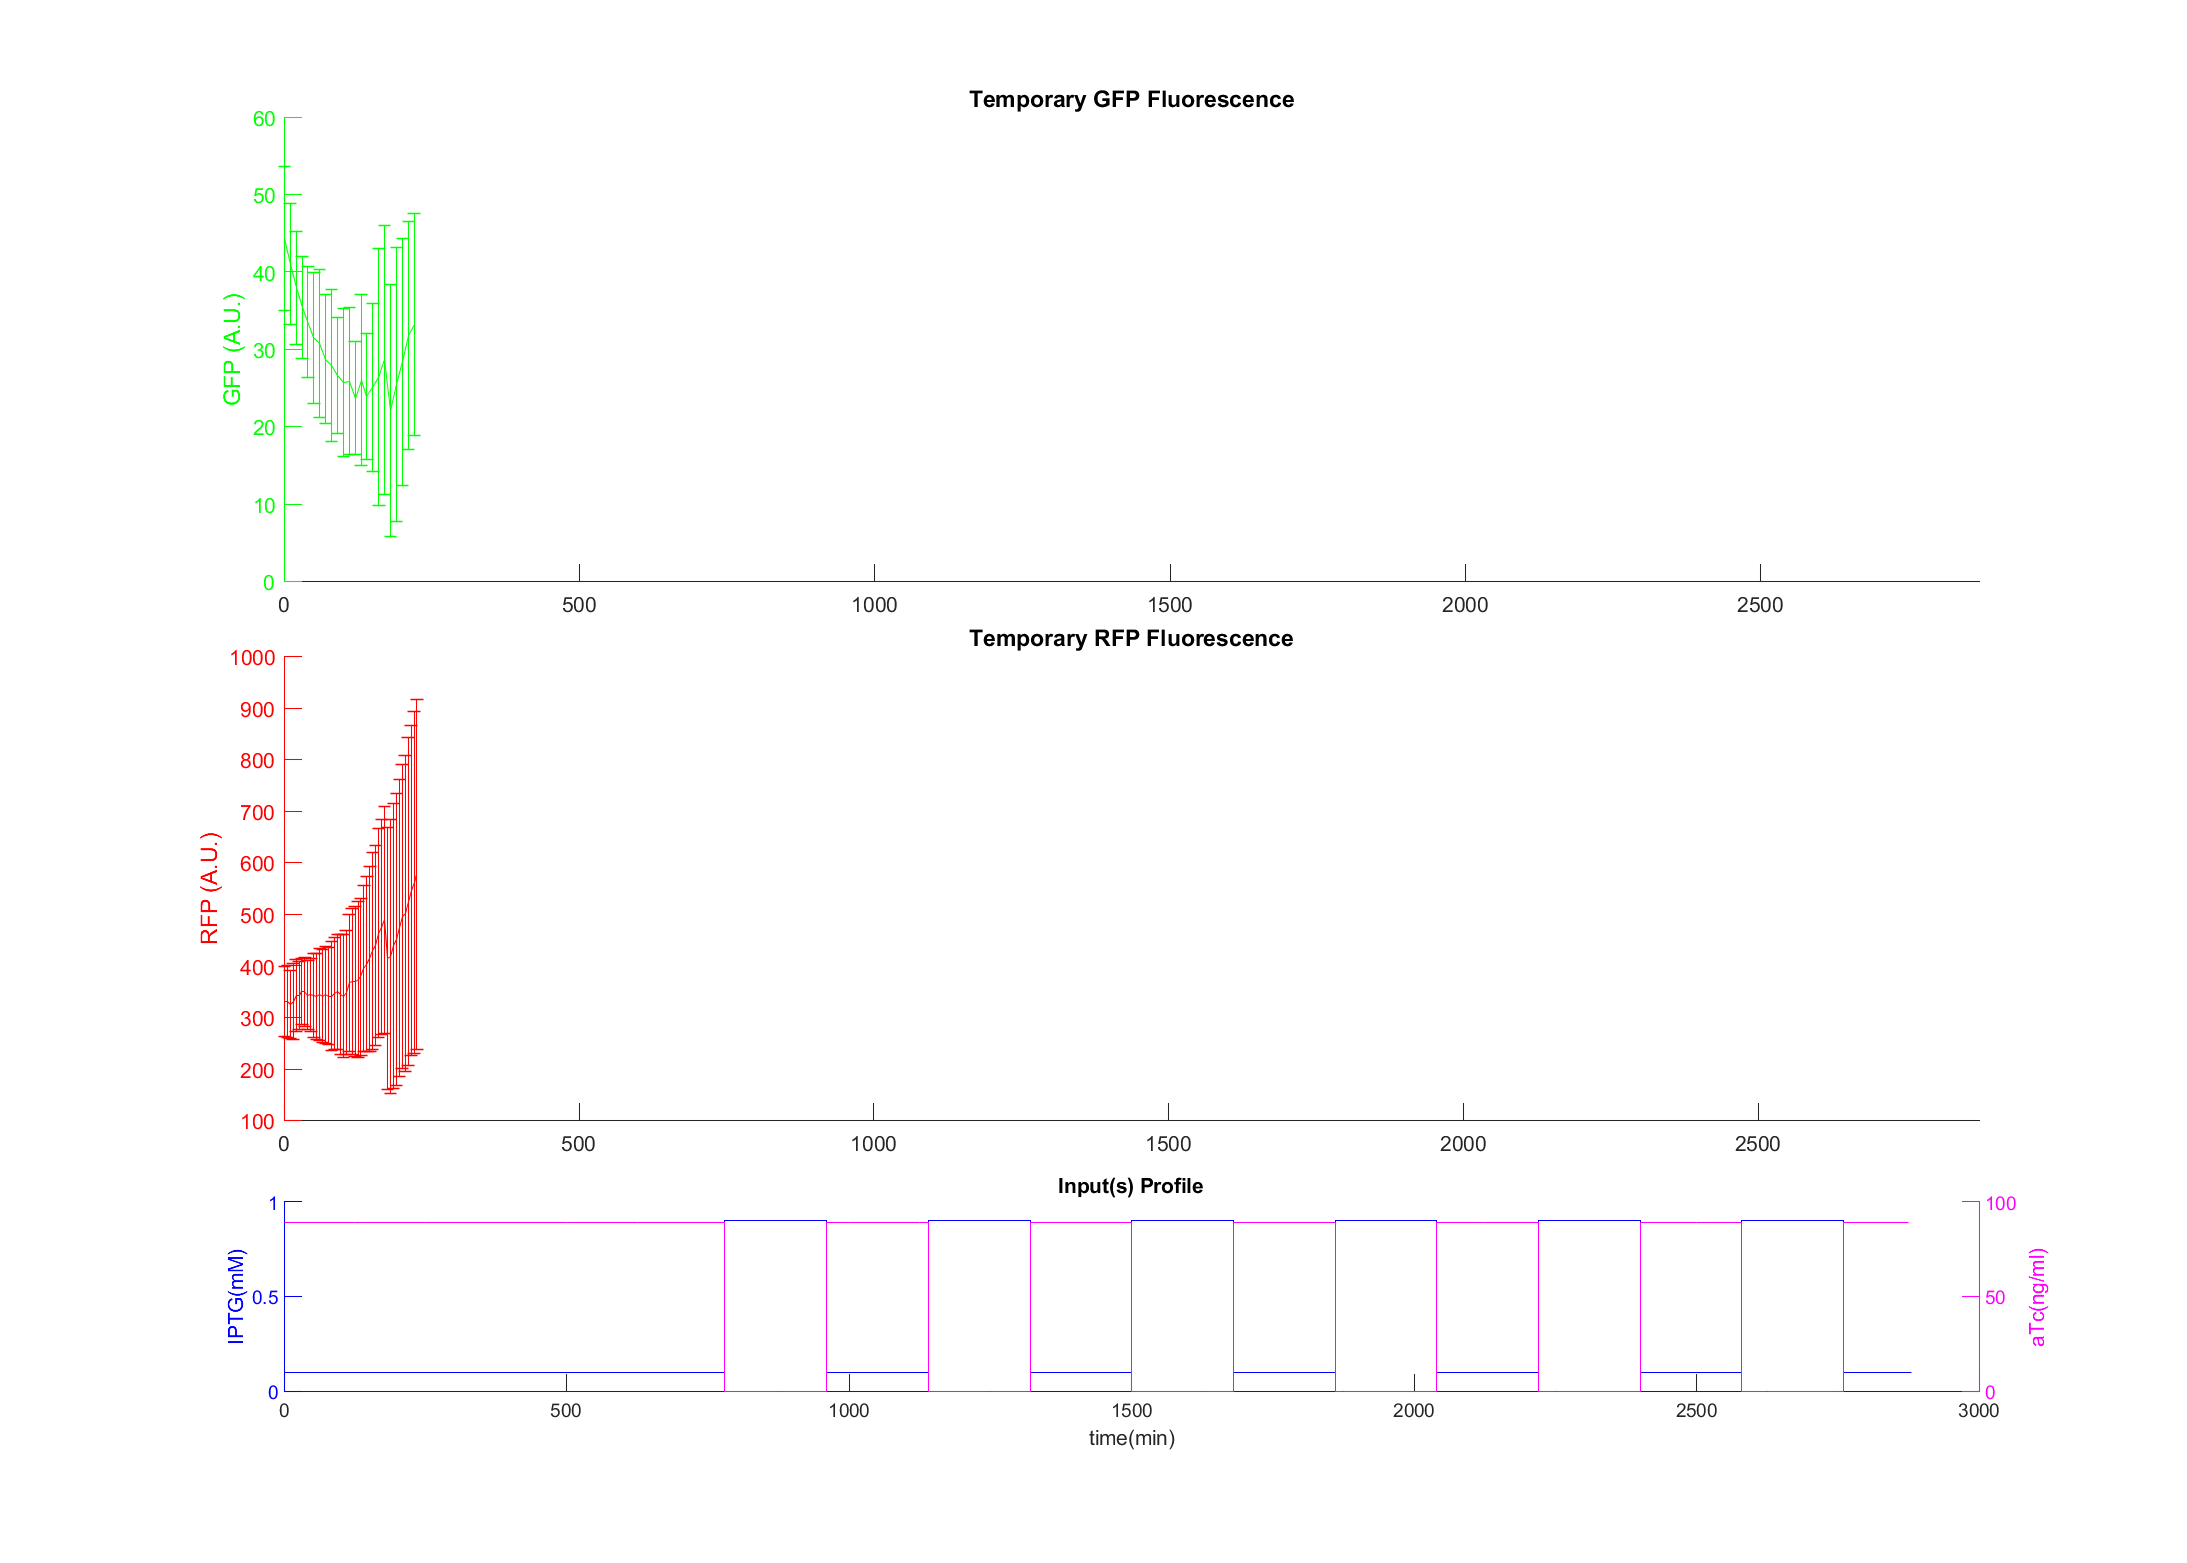 Temporary GFP Fluorescence
60
50
40
30
20
10
0
GFP (A.U.)
0 500 1000 1500 2000 2500
Temporary RFP Fluorescence
1000
900
800
700
600
500
400
300
200
100
RFP (A.U.)
0 500 1000 1500 2000 2500
Input(s) Profile
1
0.5
0
IPTG(mM)
100
50
0
aTc(ng/ml)
0 500 1000 1500 2000 2500 3000
time(min)